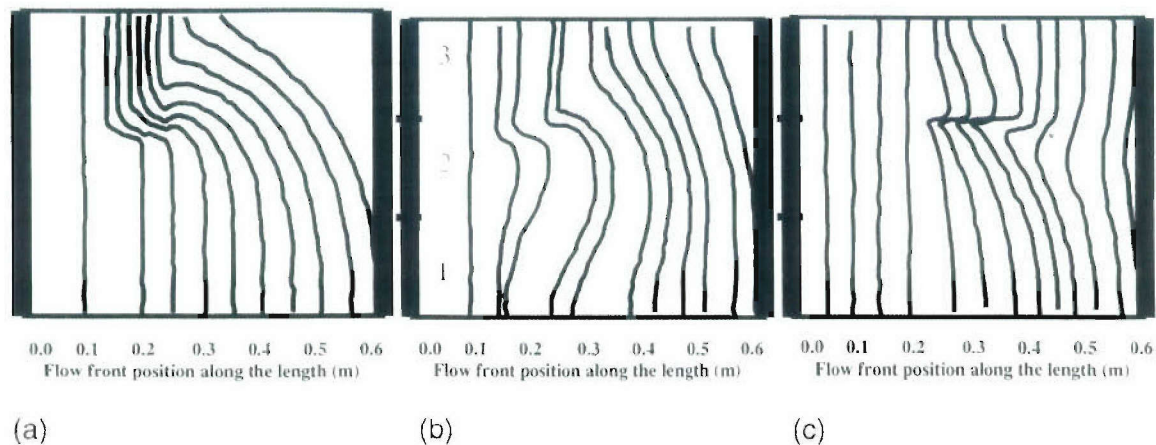 3
2
1
0.0 0.1 0.2 0.3 0.4 0.5 0.6
Flow front position along the length (m)
(a)
0.0 0.1 0.2 0.3 0.4 0.5 0.6
Flow front position along the length (m)
(b)
0.0 0.1 0.2 0.3 0.4 0.5 0.6
Flow front position along the length (m)
(c)